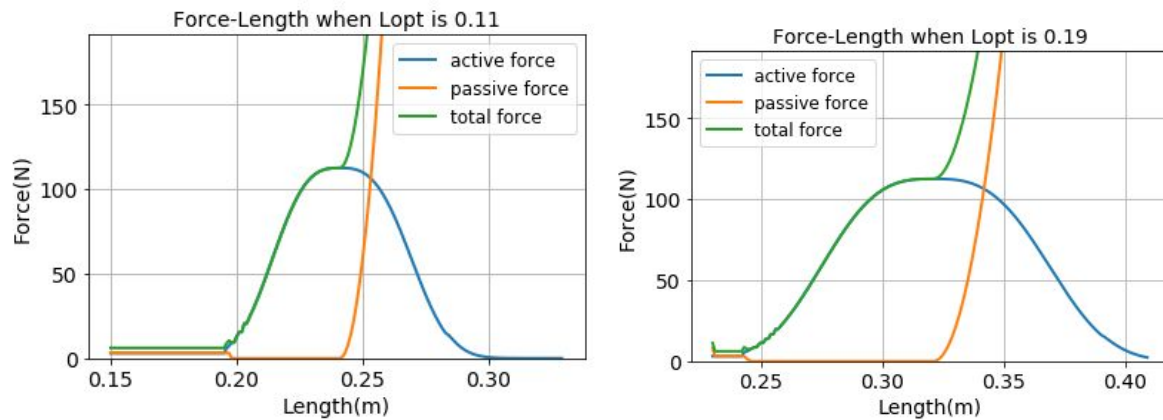 Force-Length when Lopt is 0.11
active force
passive force
total force
150
100
50
0
Force(N)
0.15 0.20 0.25 0.30
Length(m)
Force-Length when Lopt is 0.19
active force
passive force
total force
150
100
50
0
Force(N)
0.25 0.30 0.35 0.40
Length(m)